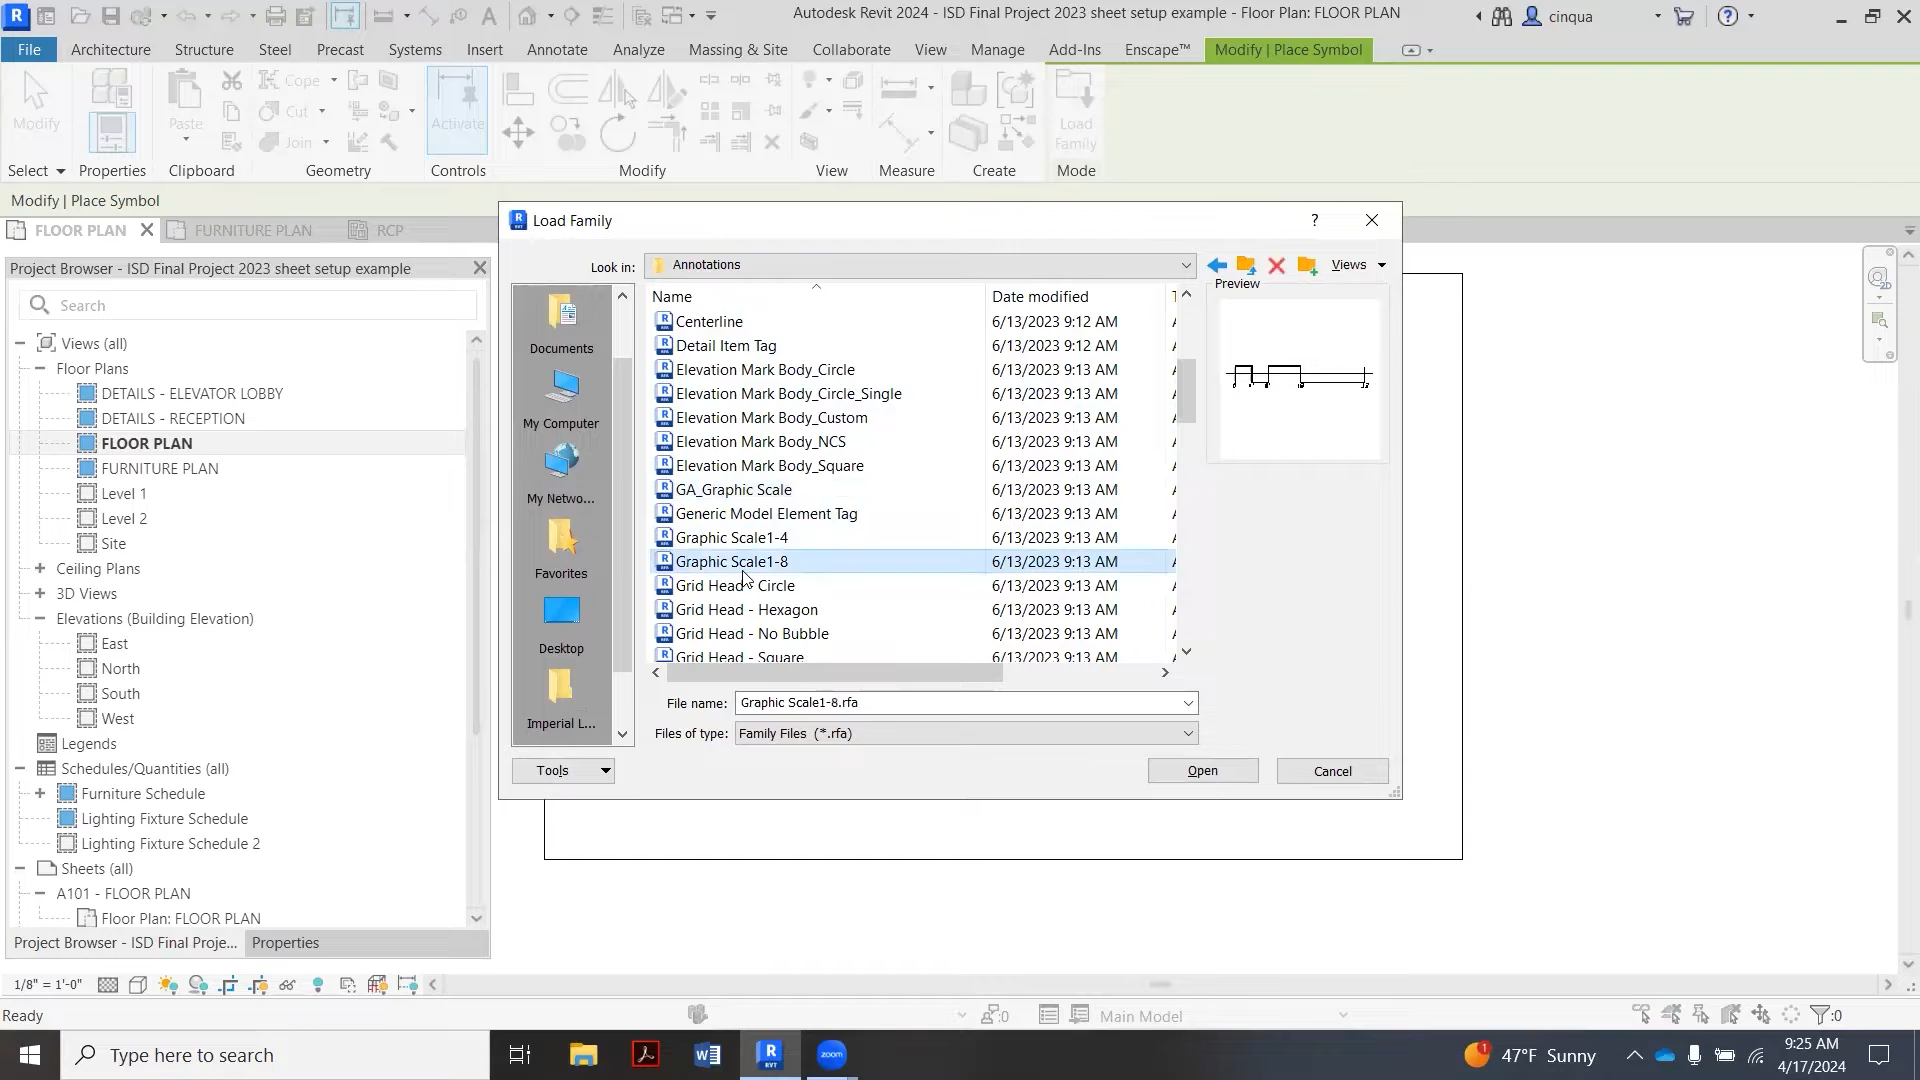 Autodesk Revit 2024 - ISD Final Project 2023 sheet setup example - Floor Plan: FLOOR PLAN
cinqua
File Architecture Structure Steel Precast Systems Insert Annotate Analyze Massing & Site Collaborate View Manage Add-Ins Enscape™ Modify | Place Symbol
Modify
Paste
Cope
Cut
Join
Activate
Load
Family
Select Properties Clipboard Geometry Controls Modify View Measure Create Mode
Modify | Place Symbol
FLOOR PLAN FURNITURE PLAN RCP
Project Browser - ISD Final Project 2023 sheet setup example
Search
Views (all)
Floor Plans
DETAILS - ELEVATOR LOBBY
DETAILS - RECEPTION
FLOOR PLAN
FURNITURE PLAN
Level 1
Level 2
Site
Ceiling Plans
3D Views
Elevations (Building Elevation)
East
North
South
West
Legends
Schedules/Quantities (all)
Furniture Schedule
Lighting Fixture Schedule
Lighting Fixture Schedule 2
Sheets (all)
A101 - FLOOR PLAN
Floor Plan: FLOOR PLAN
Project Browser - ISD Final Proje... Properties
Load Family
Look in: Annotations Views
Documents
My Computer
My Netwo...
Favorites
Desktop
Imperial L...
Name Date modified
Centerline 6/13/2023 9:12 AM
Detail Item Tag 6/13/2023 9:12 AM
Elevation Mark Body_Circle 6/13/2023 9:13 AM
Elevation Mark Body_Circle_Single 6/13/2023 9:13 AM
Elevation Mark Body_Custom 6/13/2023 9:13 AM
Elevation Mark Body_NCS 6/13/2023 9:13 AM
Elevation Mark Body_Square 6/13/2023 9:13 AM
GA_Graphic Scale 6/13/2023 9:13 AM
Generic Model Element Tag 6/13/2023 9:13 AM
Graphic Scale1-4 6/13/2023 9:13 AM
Graphic Scale1-8 6/13/2023 9:13 AM
Grid Head - Circle 6/13/2023 9:13 AM
Grid Head - Hexagon 6/13/2023 9:13 AM
Grid Head - No Bubble 6/13/2023 9:13 AM
Grid Head - Square 6/13/2023 9:13 AM
Preview
File name: Graphic Scale1-8.rfa
Files of type: Family Files (*.rfa)
Tools Open Cancel
1/8" = 1'-0"
Ready
:0
Main Model
:0
Type here to search
zoom
47°F Sunny
9:25 AM
4/17/2024